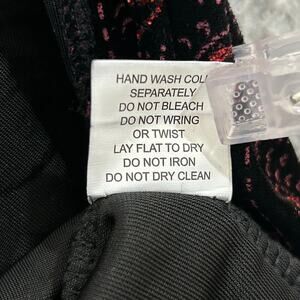 HAND WASH COLD
SEPARATELY
DO NOT BLEACH
DO NOT WRING
OR TWIST
LAY FLAT TO DRY
DO NOT IRON
DO NOT DRY CLEAN